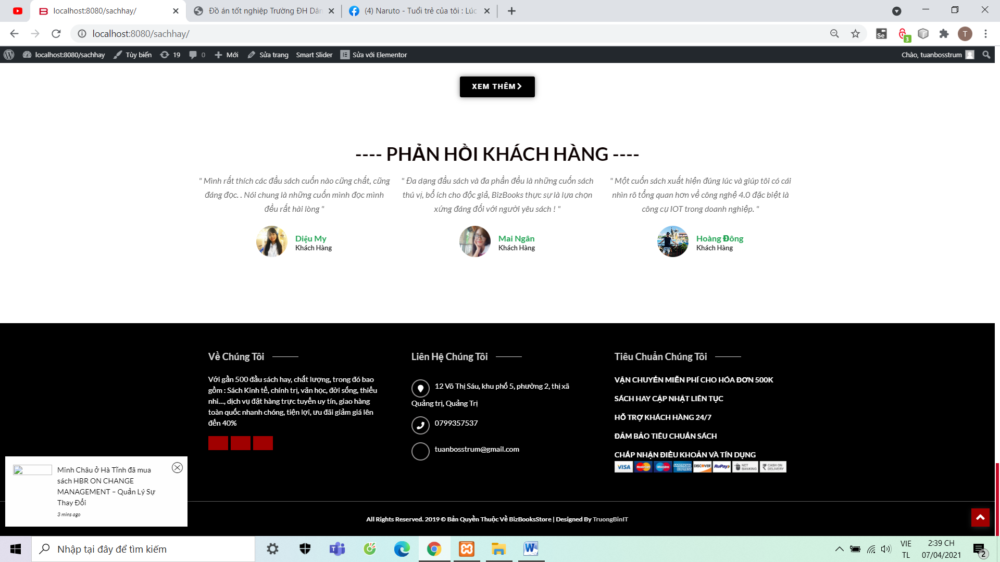 localhost:8080/sachhay/
Đồ án tốt nghiệp Trường ĐH Dân
(4) Naruto - Tuổi trẻ của tôi : Lúc
localhost:8080/sachhay/
Se
3
T
localhost:8080/sachhay
Tùy biến
19
0
Mới
Sửa trang
Smart Slider
Sửa với Elementor
Chào, tuanbosstrum
XEM THÊM
---- PHẢN HỒI KHÁCH HÀNG ----
" Mình rất thích các đầu sách cuốn nào cũng chất, cũng
đáng đọc. . Nói chung là những cuốn mình đọc mình
đều rất hài lòng "
Diệu My
Khách Hàng
" Đa dạng đầu sách và đa phần đều là những cuốn sách
thú vị, bổ ích cho độc giả, BizBooks thực sự là lựa chọn
xứng đáng đối với người yêu sách ! "
Mai Ngân
Khách Hàng
" Một cuốn sách xuất hiện đúng lúc và giúp tôi có cái
nhìn rõ tổng quan hơn về công nghệ 4.0 đặc biệt là
công cụ IOT trong doanh nghiệp. "
Hoàng Đông
Khách Hàng
Về Chúng Tôi
Với gần 500 đầu sách hay, chất lượng, trong đó bao
gồm : Sách Kinh tế, chính trị, văn học, đời sống, thiếu
nhi..., dịch vụ đặt hàng trực tuyến uy tín, giao hàng
toàn quốc nhanh chóng, tiện lợi, ưu đãi giảm giá lên
đến 40%
Liên Hệ Chúng Tôi
12 Võ Thị Sáu, khu phố 5, phường 2, thị xã
Quảng trị, Quảng Trị
0799357537
tuanbosstrum@gmail.com
Tiêu Chuẩn Chúng Tôi
VẬN CHUYỂN MIỄN PHÍ CHO HÓA ĐƠN 500K
SÁCH HAY CẬP NHẬT LIÊN TỤC
HỖ TRỢ KHÁCH HÀNG 24/7
ĐẢM BẢO TIÊU CHUẨN SÁCH
CHẤP NHẬN ĐIỀU KHOẢN VÀ TÍN DỤNG
VISA MasterCard Maestro AMERICAN EXPRESS DISCOVER RuPay NET BANKING CASH ON DELIVERY
Minh Châu ở Hà Tĩnh đã mua
sách HBR ON CHANGE
MANAGEMENT – Quản Lý Sự
Thay Đổi
3 mins ago
All Rights Reserved. 2019 © Bản Quyền Thuộc Về BizBooksStore | Designed By TruongBinIT
Nhập tại đây để tìm kiếm
VIE
TL
2:39 CH
07/04/2021
2